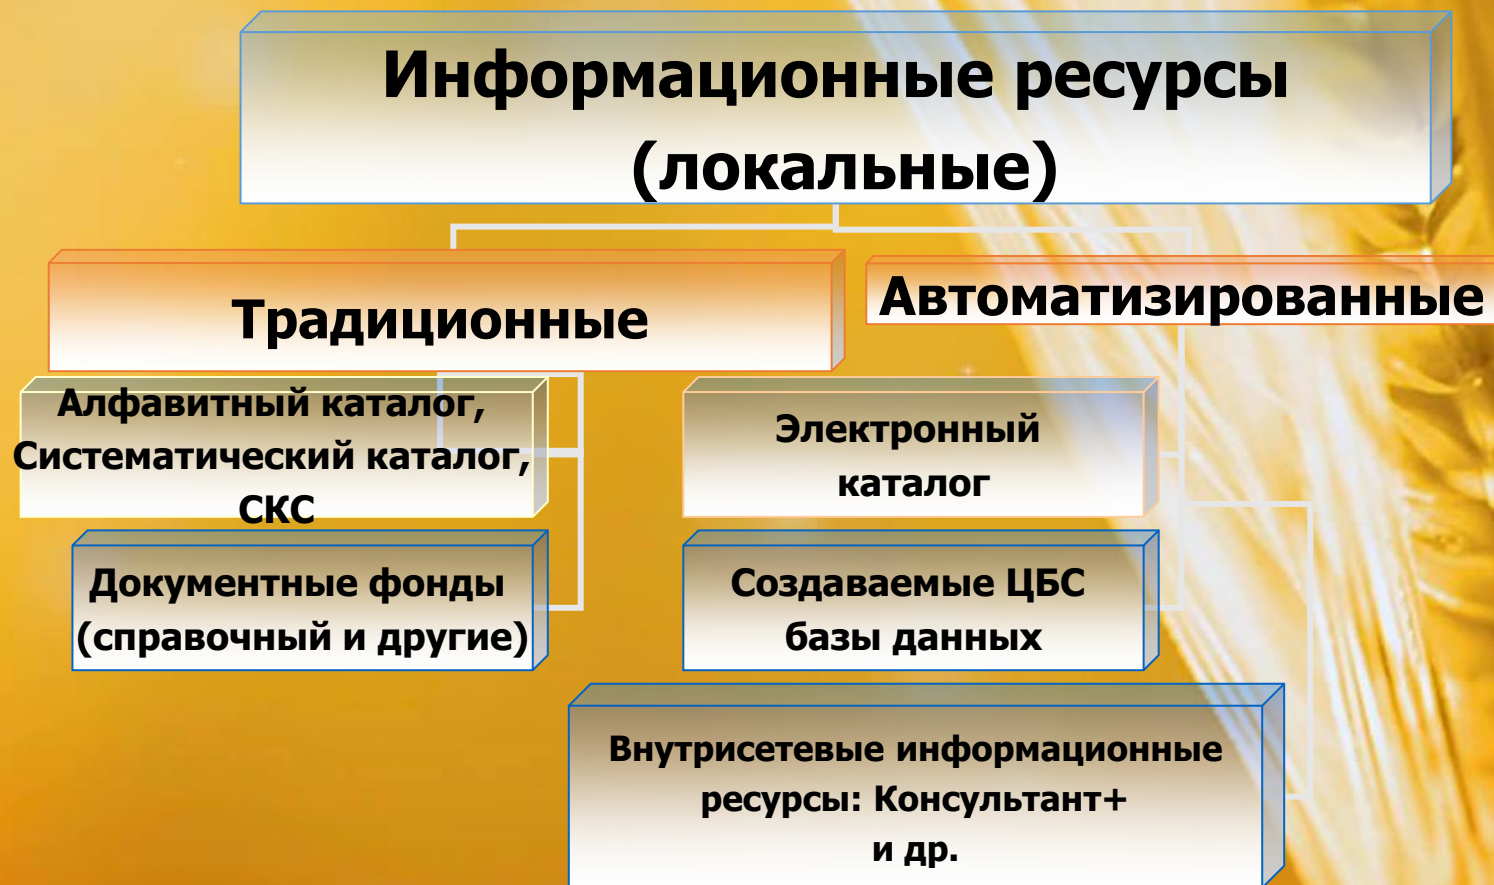 Информационные ресурсы
(локальные)
Традиционные
Автоматизированные
Алфавитный каталог,
Систематический каталог,
СКС
Электронный
каталог
Документные фонды
(справочный и другие)
Создаваемые ЦБС
базы данных
Внутрисетевые информационные
ресурсы: Консультант+
и др.